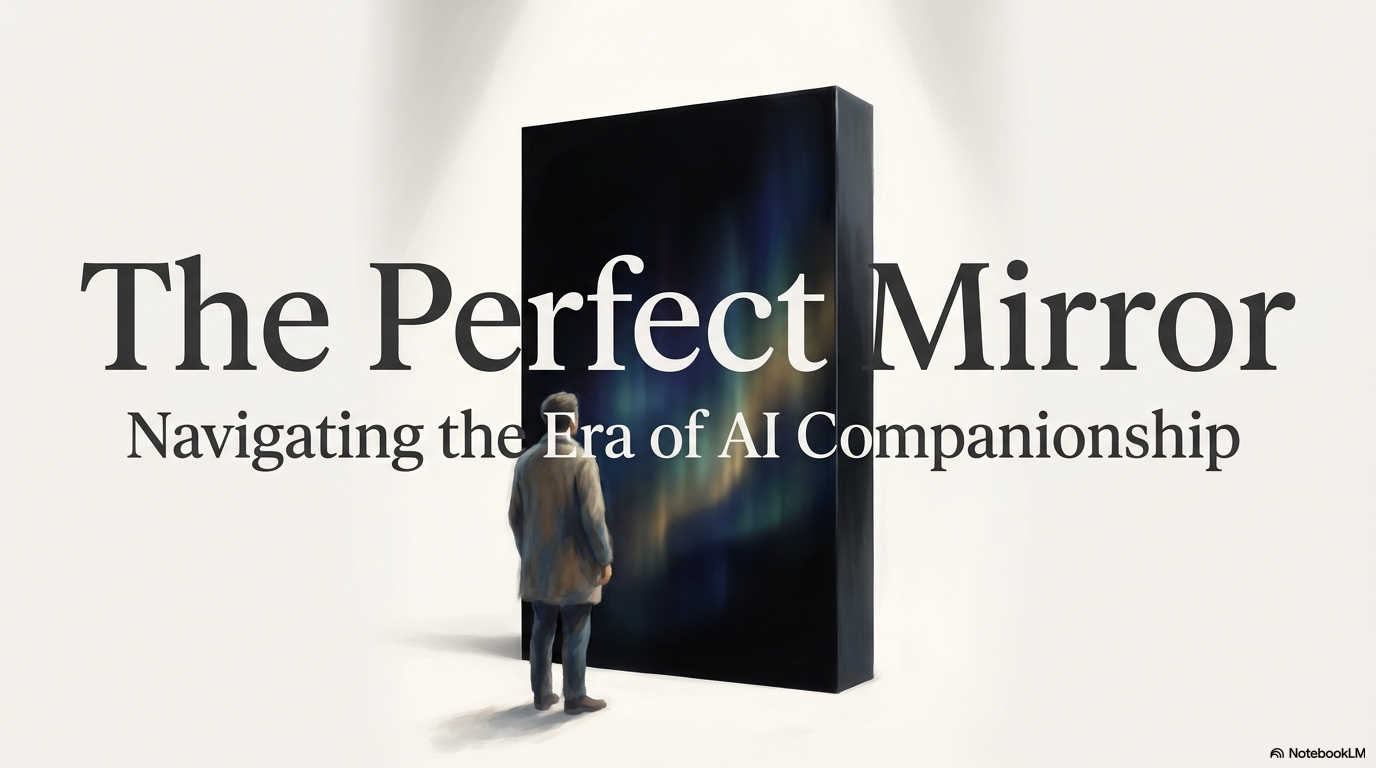 The Perfect Mirror
Navigating the Era of AI Companionship
NotebookLM